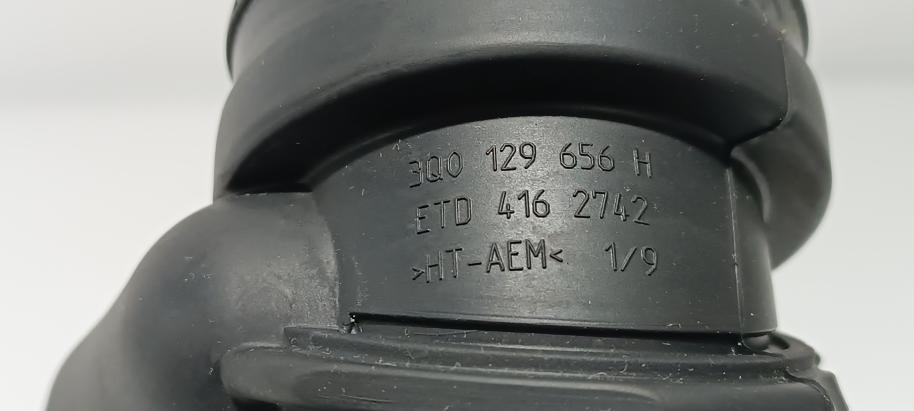 3Q0 129 656 H
ETD 416 2742
>HT-AEM< 1/9